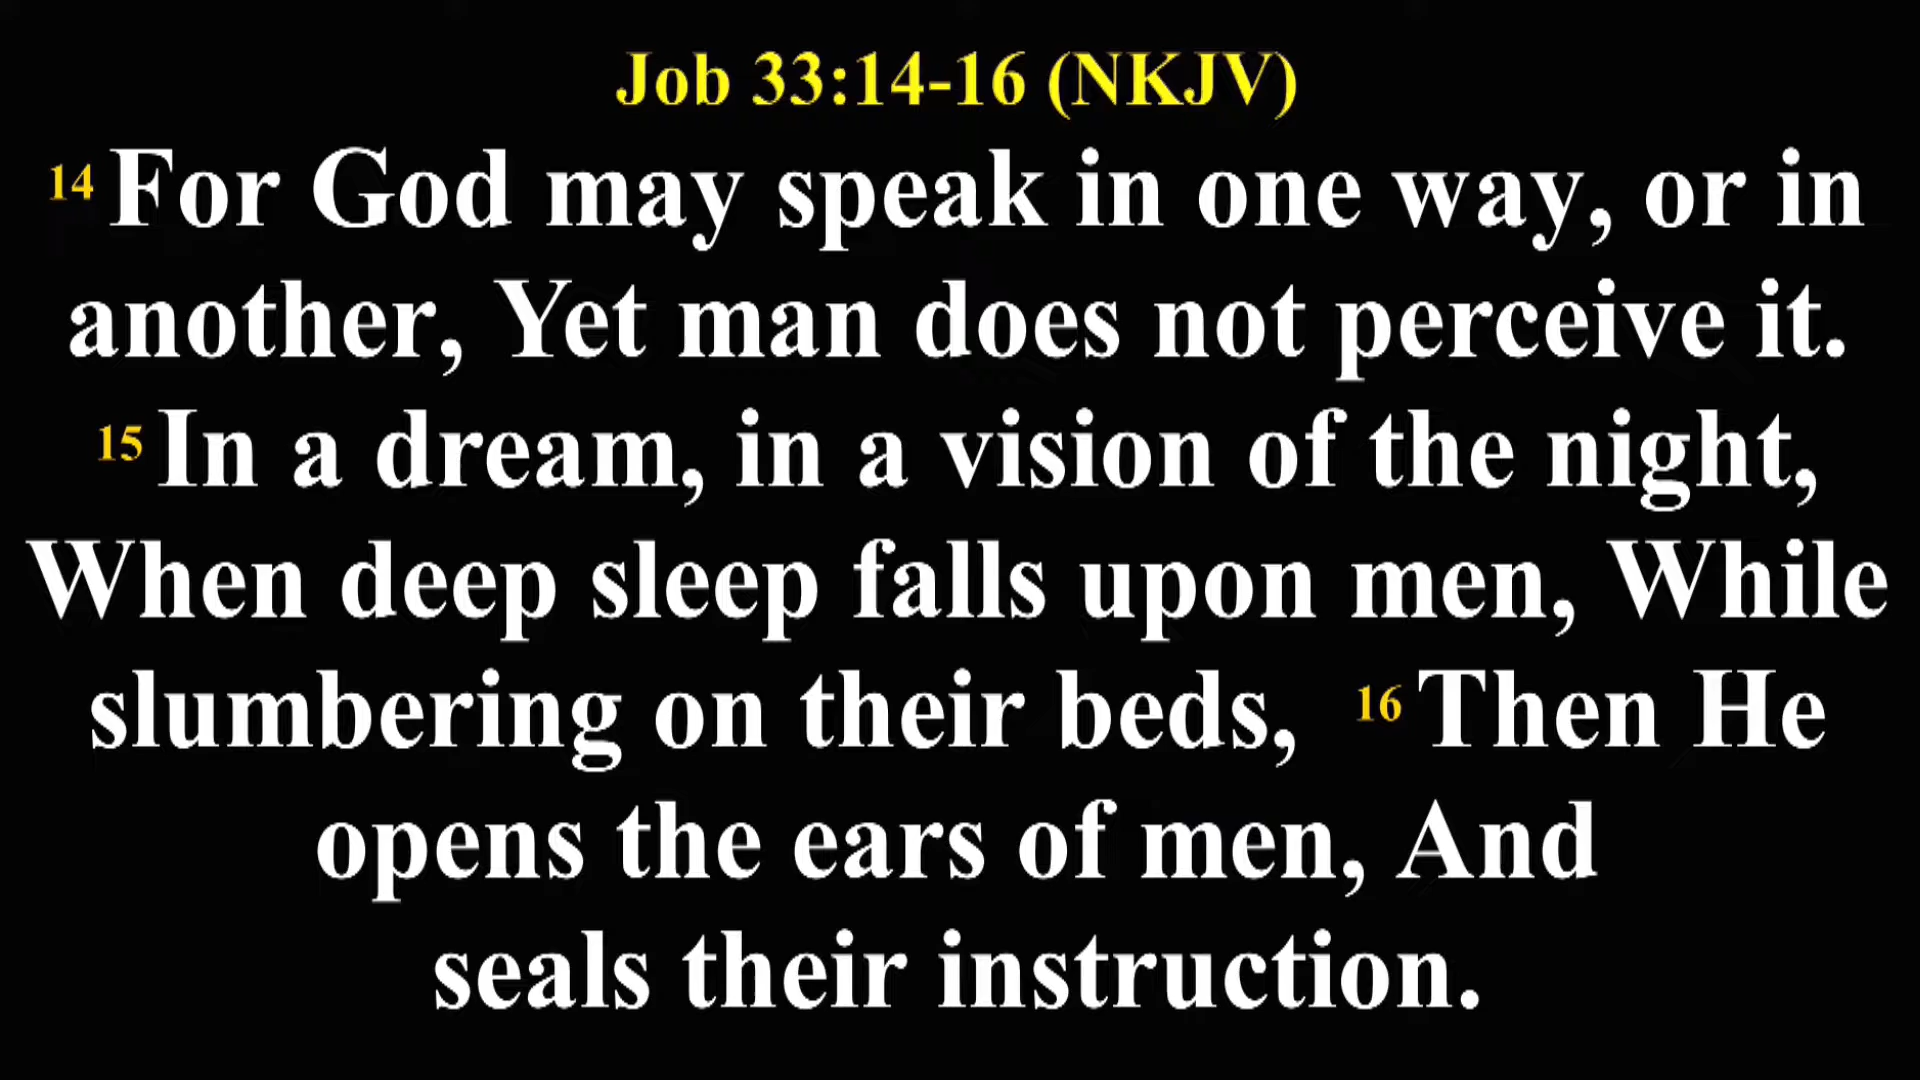 Job 33:14-16 (NKJV)
14 For God may speak in one way, or in
another, Yet man does not perceive it.
15 In a dream, in a vision of the night,
When deep sleep falls upon men, While
slumbering on their beds, 16 Then He
opens the ears of men, And
seals their instruction.